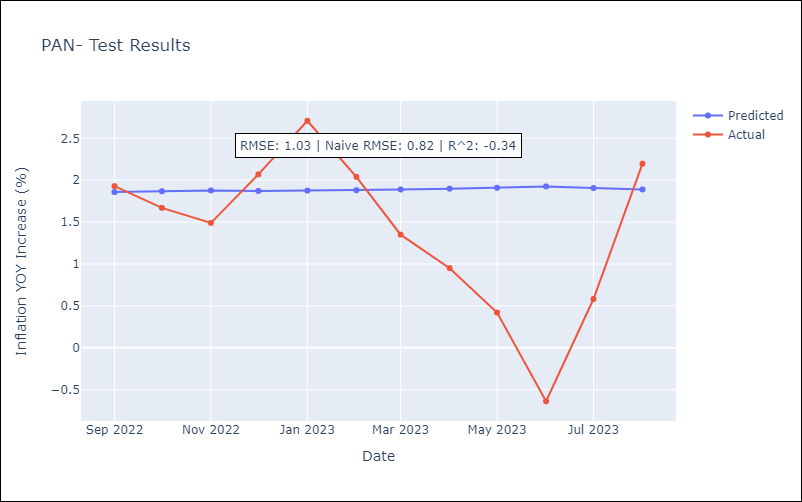 PAN- Test Results
Predicted
Actual
RMSE: 1.03 | Naive RMSE: 0.82 | R^2: -0.34
Inflation YOY Increase (%)
2.5
2
1.5
1
0.5
0
−0.5
Sep 2022
Nov 2022
Jan 2023
Mar 2023
May 2023
Jul 2023
Date